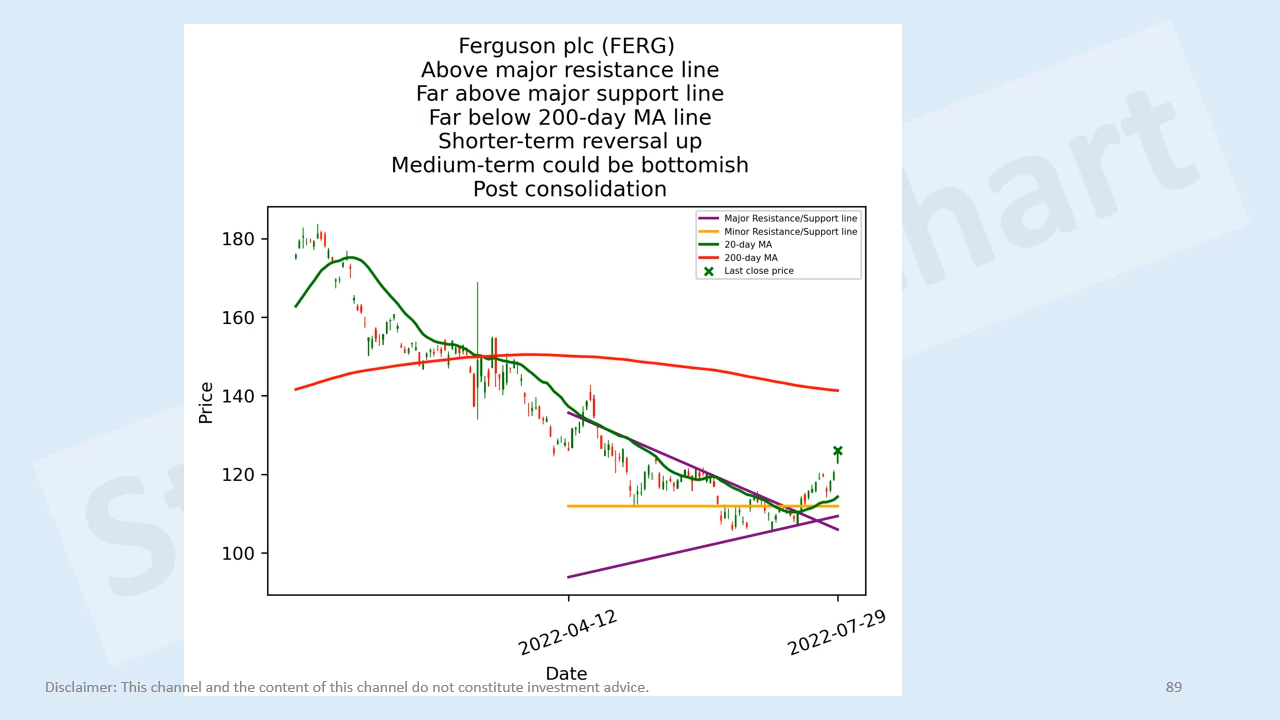 Ferguson plc (FERG)
Above major resistance line
Far above major support line
Far below 200-day MA line
Shorter-term reversal up
Medium-term could be bottomish
Post consolidation
Major Resistance/Support line
Minor Resistance/Support line
20-day MA
200-day MA
Last close price
180
160
140
120
100
Price
2022-04-12
2022-07-29
Date
Disclaimer: This channel and the content of this channel do not constitute investment advice.
89